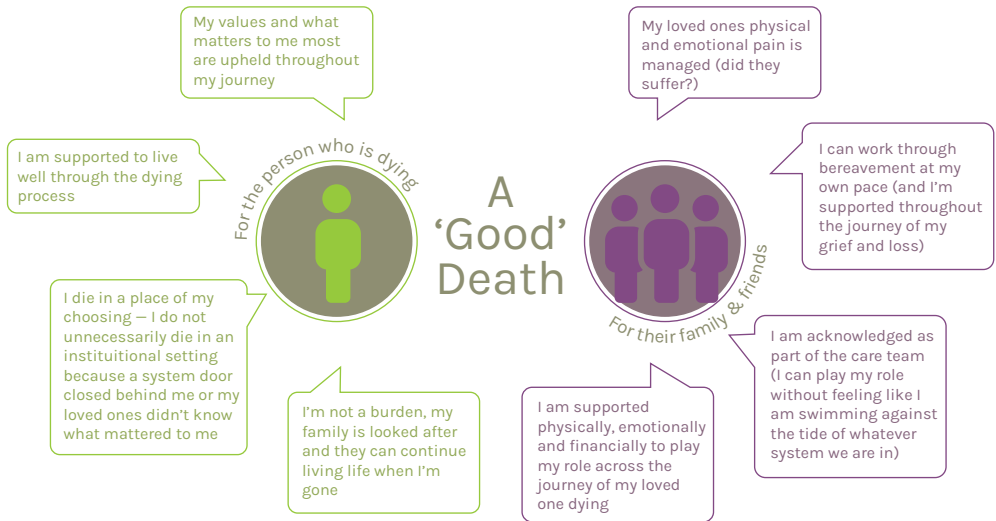 My values and what
matters to me most
are upheld throughout
my journey
I am supported to live
well through the dying
process
For the person who is dying
I die in a place of my
choosing – I do not
unnecessarily die in an
instituitional setting
because a system door
closed behind me or my
loved ones didn't know
what mattered to me
I'm not a burden, my
family is looked after
and they can continue
living life when I'm
gone
A
‘Good’
Death
My loved ones physical
and emotional pain is
managed (did they
suffer?)
I can work through
bereavement at my
own pace (and I'm
supported throughout
the journey of my
grief and loss)
For their family & friends
I am acknowledged as
part of the care team
(I can play my role
without feeling like I
am swimming against
the tide of whatever
system we are in)
I am supported
physically, emotionally
and financially to play
my role across the
journey of my loved
one dying